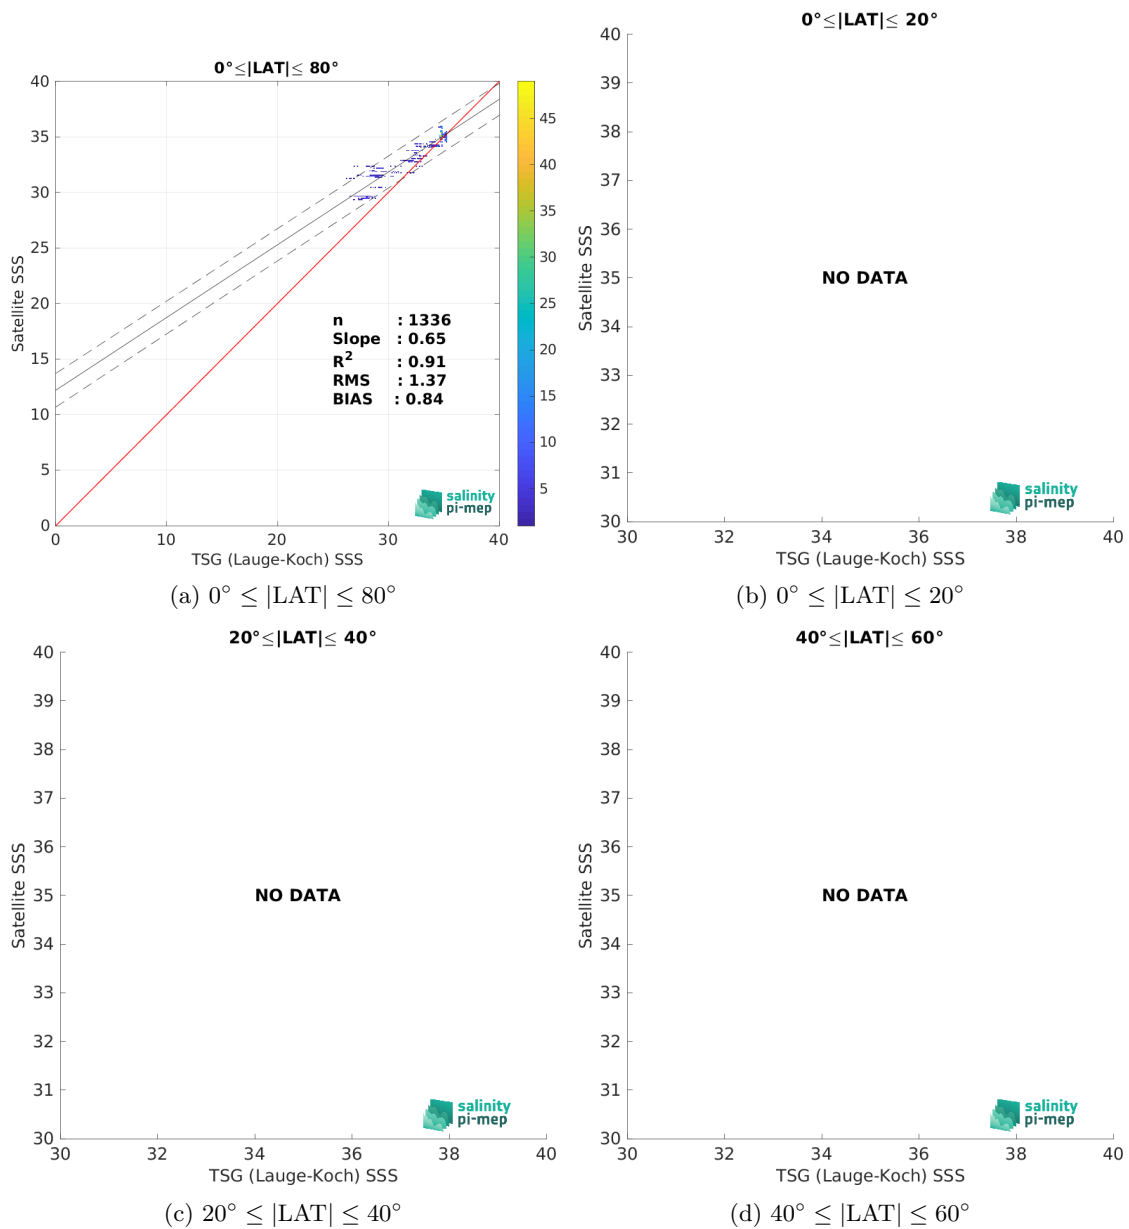 0°≤|LAT|≤ 80°
40
35
30
25
20
15
10
5
0
0
10
20
30
40
Satellite SSS
TSG (Lauge-Koch) SSS
n : 1336
Slope : 0.65
R² : 0.91
RMS : 1.37
BIAS : 0.84
45
40
35
30
25
20
15
10
5
salinity
pi-mep
(a) 0° ≤ |LAT| ≤ 80°
0°≤|LAT|≤ 20°
40
39
38
37
36
35
34
33
32
31
30
30
32
34
36
38
40
Satellite SSS
TSG (Lauge-Koch) SSS
NO DATA
salinity
pi-mep
(b) 0° ≤ |LAT| ≤ 20°
20°≤|LAT|≤ 40°
40
39
38
37
36
35
34
33
32
31
30
30
32
34
36
38
40
Satellite SSS
TSG (Lauge-Koch) SSS
NO DATA
salinity
pi-mep
(c) 20° ≤ |LAT| ≤ 40°
40°≤|LAT|≤ 60°
40
39
38
37
36
35
34
33
32
31
30
30
32
34
36
38
40
Satellite SSS
TSG (Lauge-Koch) SSS
NO DATA
salinity
pi-mep
(d) 40° ≤ |LAT| ≤ 60°